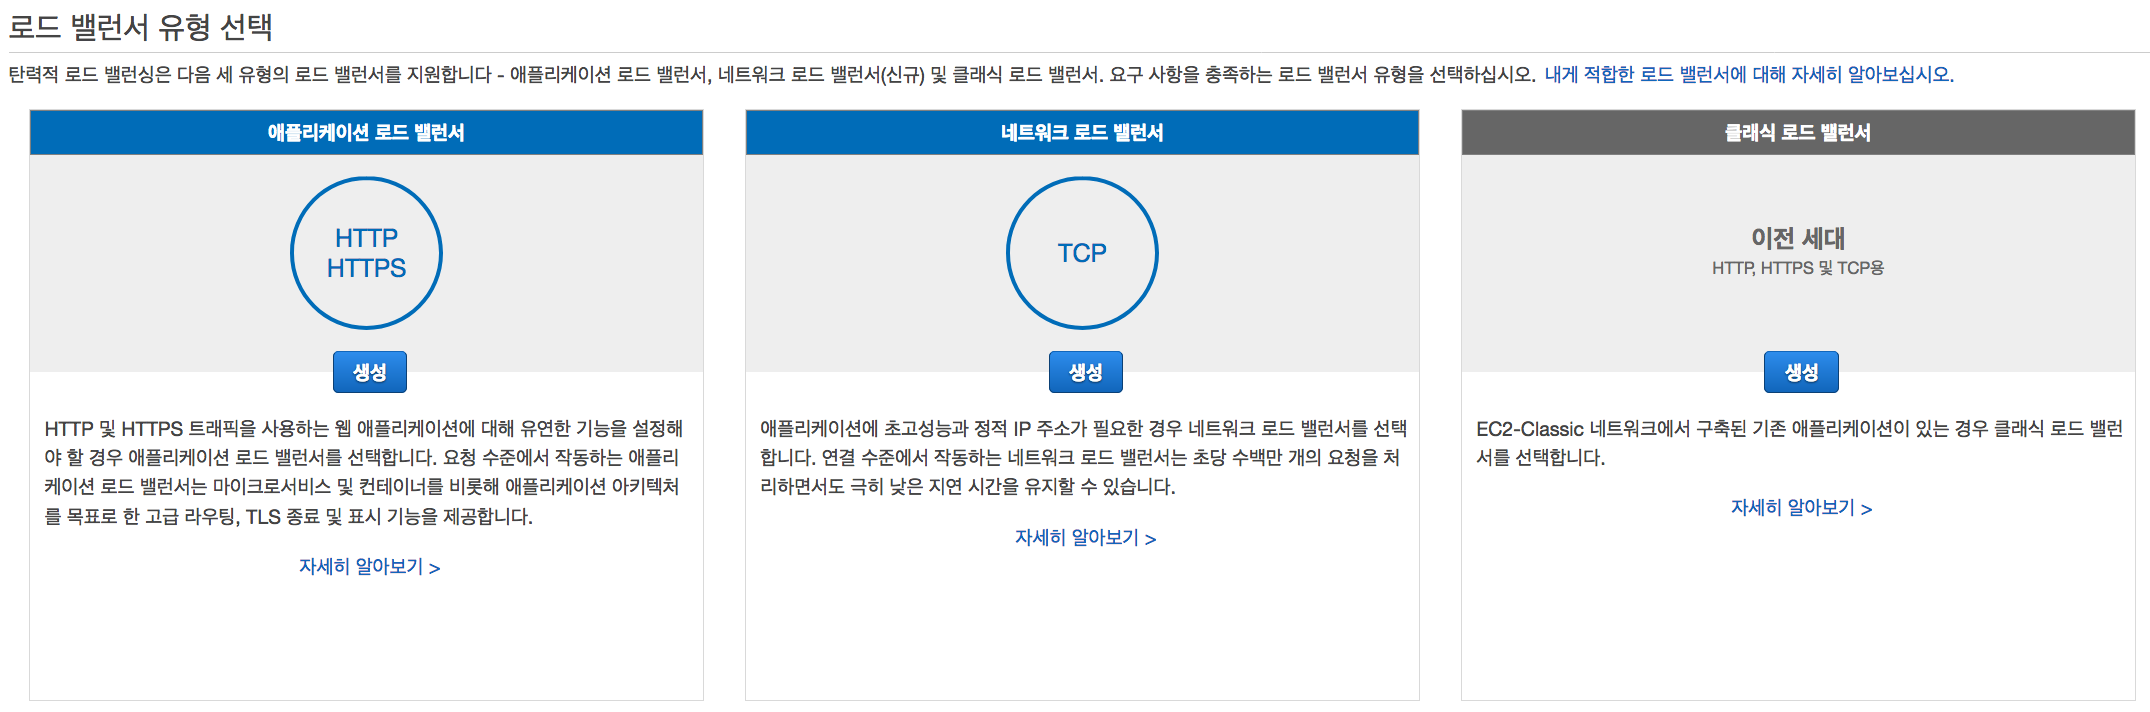 로드 밸런서 유형 선택
탄력적 로드 밸런싱은 다음 세 유형의 로드 밸런서를 지원합니다 - 애플리케이션 로드 밸런서, 네트워크 로드 밸런서(신규) 및 클래식 로드 밸런서. 요구 사항을 충족하는 로드 밸런서 유형을 선택하십시오. 내게 적합한 로드 밸런서에 대해 자세히 알아보십시오.
애플리케이션 로드 밸런서
HTTP
HTTPS
생성
HTTP 및 HTTPS 트래픽을 사용하는 웹 애플리케이션에 대해 유연한 기능을 설정해
야 할 경우 애플리케이션 로드 밸런서를 선택합니다. 요청 수준에서 작동하는 애플리
케이션 로드 밸런서는 마이크로서비스 및 컨테이너를 비롯해 애플리케이션 아키텍처
를 목표로 한 고급 라우팅, TLS 종료 및 표시 기능을 제공합니다.
자세히 알아보기 >
네트워크 로드 밸런서
TCP
생성
애플리케이션에 초고성능과 정적 IP 주소가 필요한 경우 네트워크 로드 밸런서를 선택
합니다. 연결 수준에서 작동하는 네트워크 로드 밸런서는 초당 수백만 개의 요청을 처
리하면서도 극히 낮은 지연 시간을 유지할 수 있습니다.
자세히 알아보기 >
클래식 로드 밸런서
이전 세대
HTTP, HTTPS 및 TCP용
생성
EC2-Classic 네트워크에서 구축된 기존 애플리케이션이 있는 경우 클래식 로드 밸런
서를 선택합니다.
자세히 알아보기 >